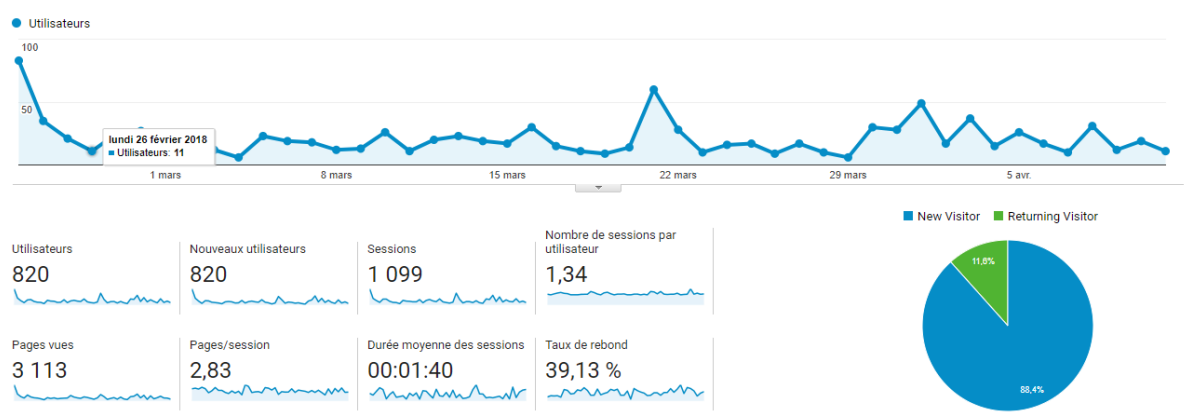 Utilisateurs
100
50
lundi 26 février 2018
Utilisateurs: 11
1 mars
8 mars
15 mars
22 mars
29 mars
5 avr.
New Visitor
Returning Visitor
Utilisateurs
820
Nouveaux utilisateurs
820
Sessions
1 099
Nombre de sessions par
utilisateur
1,34
Pages vues
3 113
Pages/session
2,83
Durée moyenne des sessions
00:01:40
Taux de rebond
39,13 %
11,6%
88,4%